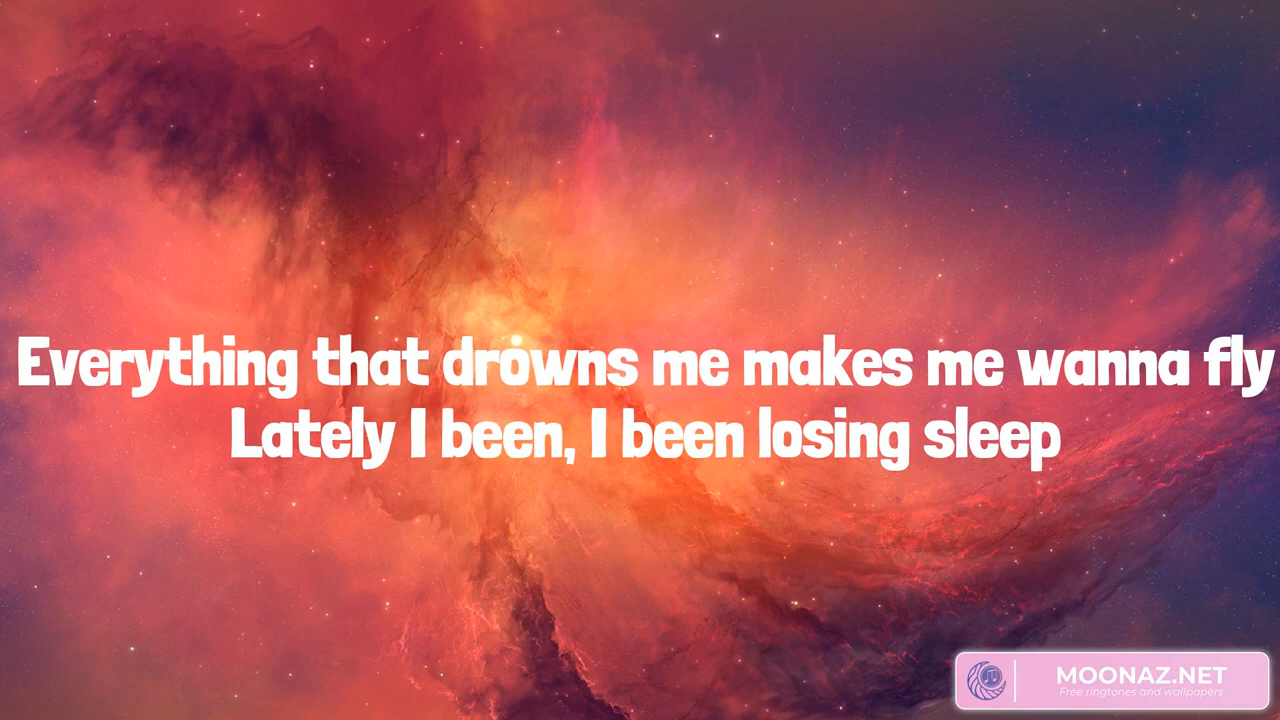 Everything that drowns me makes me wanna fly
Lately I been, I been losing sleep
MOONAZ.NET
Free ringtones and wallpapers